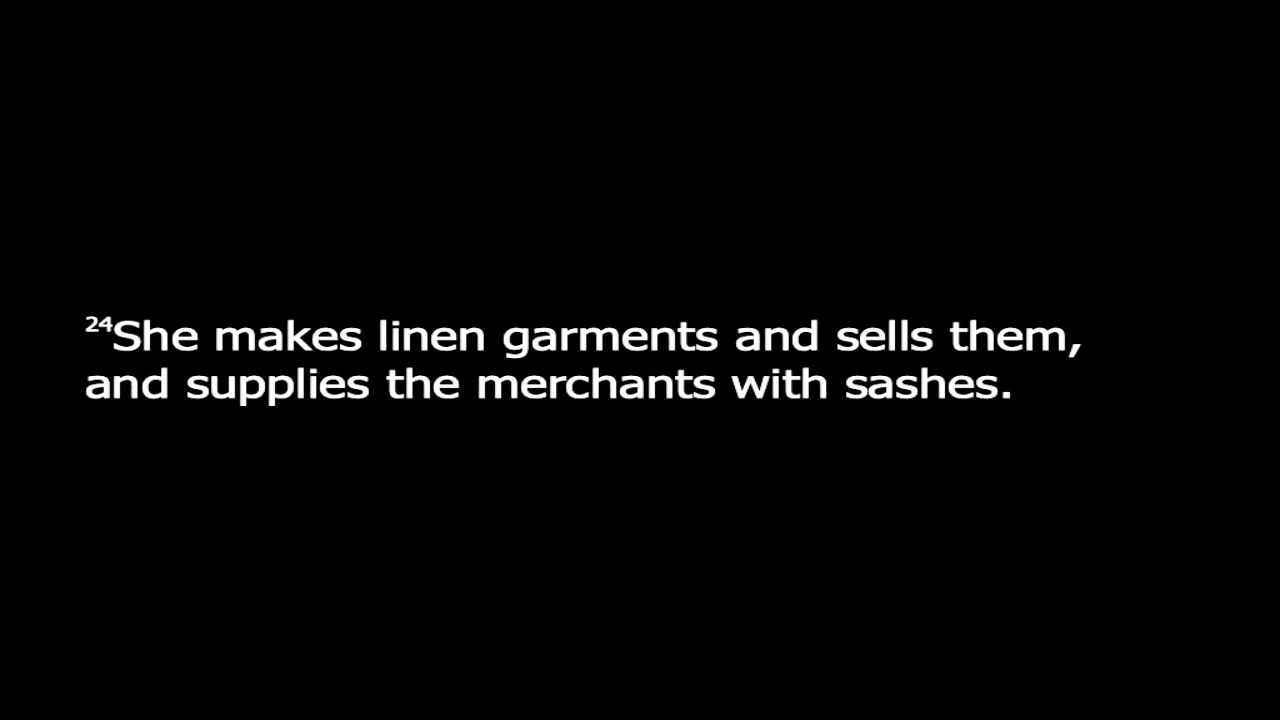 ²⁴She makes linen garments and sells them,
and supplies the merchants with sashes.